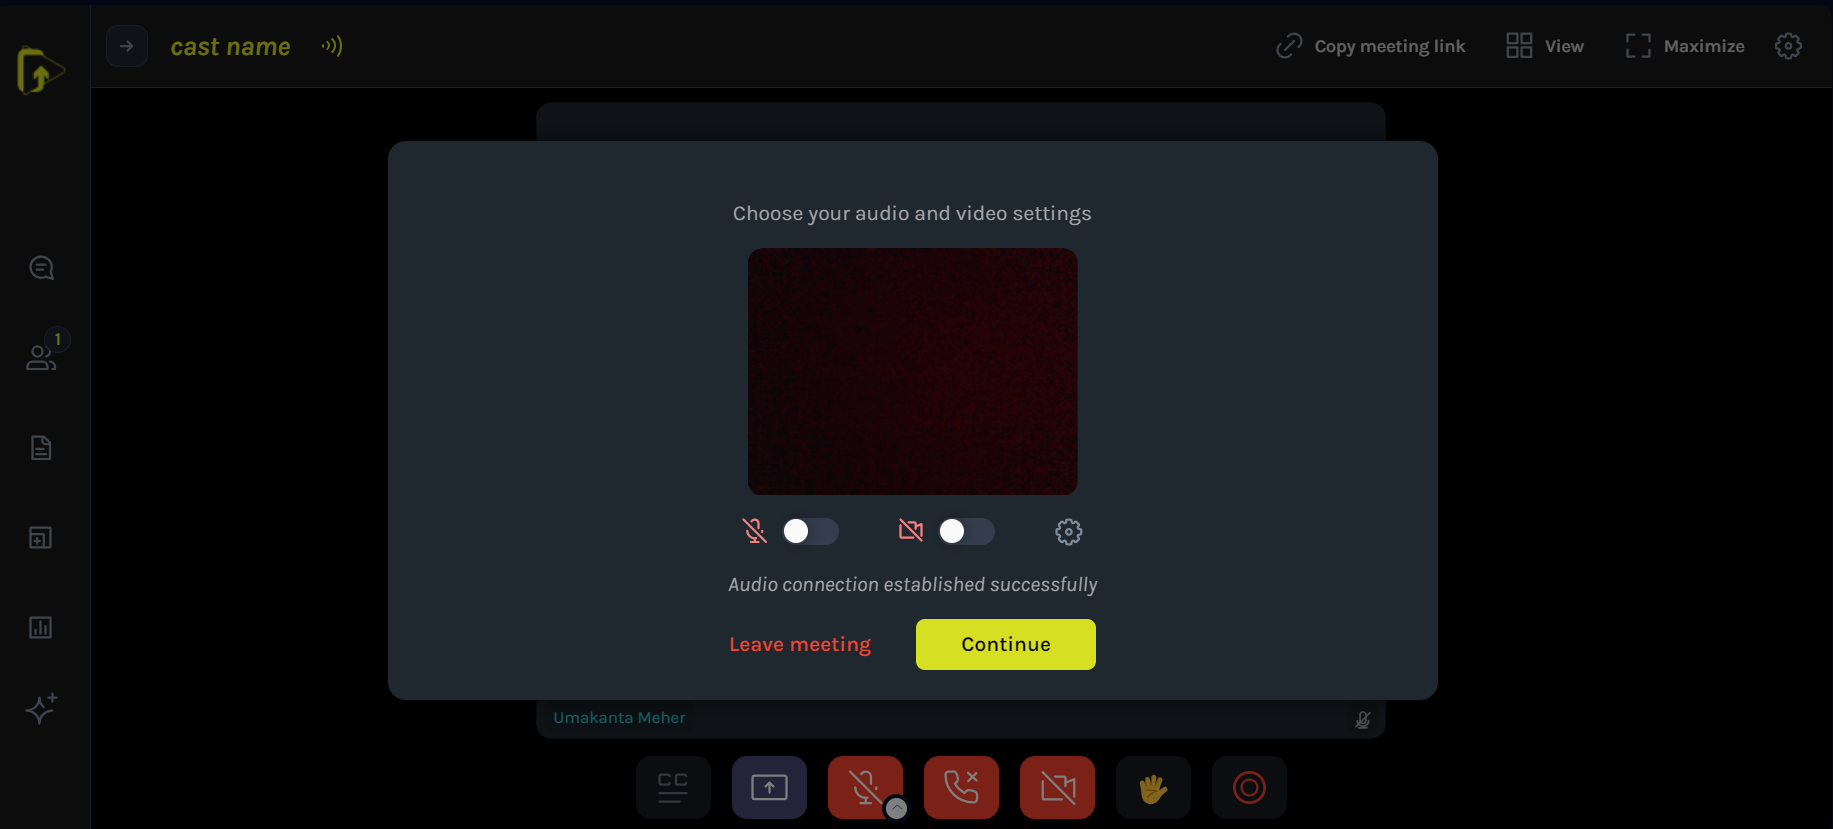 cast name
Copy meeting link
View
Maximize
1
Choose your audio and video settings
Audio connection established successfully
Leave meeting
Continue
Umakanta Meher
CC